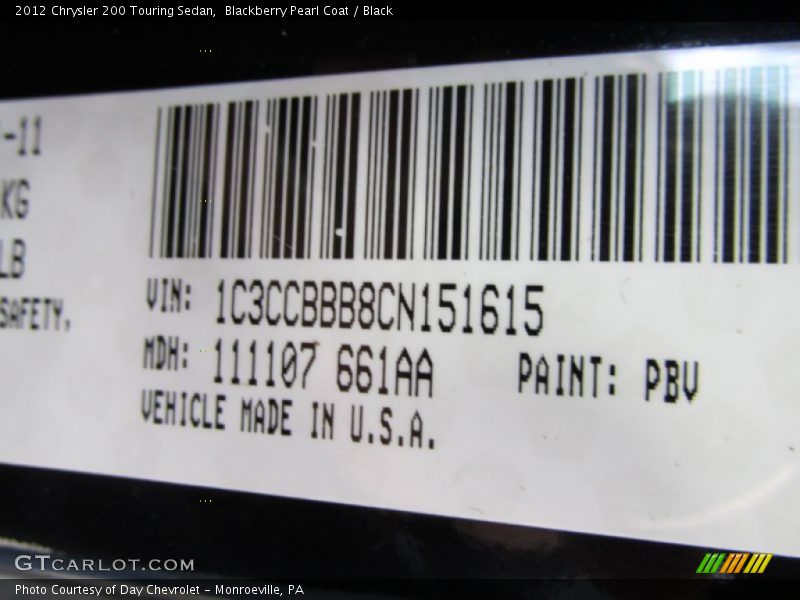 2012 Chrysler 200 Touring Sedan,  Blackberry Pearl Coat / Black
-11
KG
LB
SAFETY,
VIN: 1C3CCBBB8CN151615
MDH: 111107 661AA PAINT: PBV
VEHICLE MADE IN U.S.A.
GTCARLOT.COM
Photo Courtesy of Day Chevrolet - Monroeville, PA